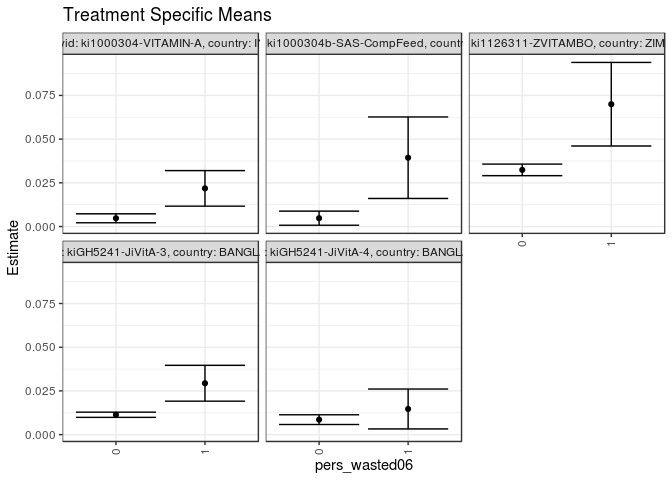 Treatment Specific Means
vid: ki1000304-VITAMIN-A, country: I
ki1000304b-SAS-CompFeed, count
ki1126311-ZVITAMBO, country: ZIM
0.075
0.050
0.025
0.000
0
1
Estimate
: kiGH5241-JiVitA-3, country: BANGL
: kiGH5241-JiVitA-4, country: BANGL
0.075
0.050
0.025
0.000
0
1
0
1
pers_wasted06